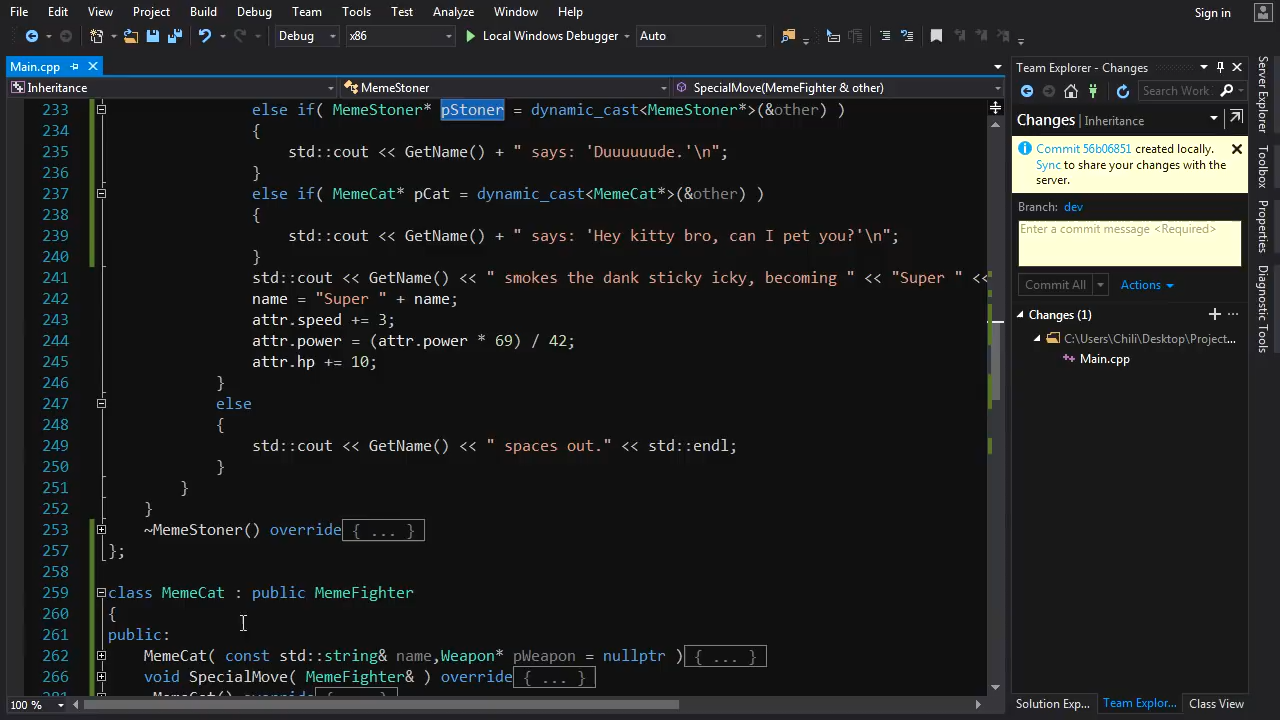 File Edit View Project Build Debug Team Tools Test Analyze Window Help Sign in
Debug x86 Local Windows Debugger Auto
Main.cpp
Inheritance MemeStoner SpecialMove(MemeFighter & other)
233 else if( MemeStoner* pStoner = dynamic_cast<MemeStoner*>(&other) )
234 {
235 std::cout << GetName() + " says: 'Duuuuuude.'\n";
236 }
237 else if( MemeCat* pCat = dynamic_cast<MemeCat*>(&other) )
238 {
239 std::cout << GetName() + " says: 'Hey kitty bro, can I pet you?'\n";
240 }
241 std::cout << GetName() << " smokes the dank sticky icky, becoming " << "Super " <<
242 name = "Super " + name;
243 attr.speed += 3;
244 attr.power = (attr.power * 69) / 42;
245 attr.hp += 10;
246 }
247 else
248 {
249 std::cout << GetName() << " spaces out." << std::endl;
250 }
251 }
252 }
253 ~MemeStoner() override{ ... }
257 };
258
259 class MemeCat : public MemeFighter
260 {
261 public:
262 MemeCat( const std::string& name,Weapon* pWeapon = nullptr ){ ... }
266 void SpecialMove( MemeFighter& ) override{ ... }
281 ~MemeCat() override{ ... }
100 %
Team Explorer - Changes
Search Work
Changes | Inheritance
Commit 56b06851 created locally.
Sync to share your changes with the
server.
Branch: dev
Enter a commit message <Required>
Commit All Actions
Changes (1)
C:\Users\Chili\Desktop\Project...
Main.cpp
Solution Exp... Team Explor... Class View
Server Explorer
Toolbox
Properties
Diagnostic Tools